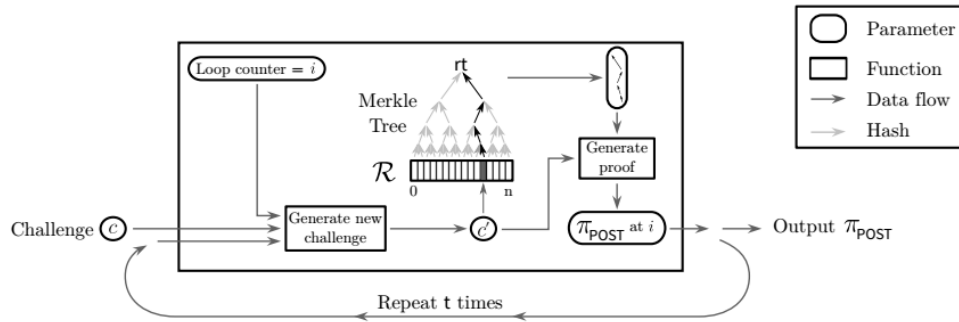 Loop counter = i
rt
Merkle
Tree
R
0 n
Generate
proof
Challenge c
Generate new
challenge
c′
π_POST at i
Output π_POST
Repeat t times
Parameter
Function
Data flow
Hash